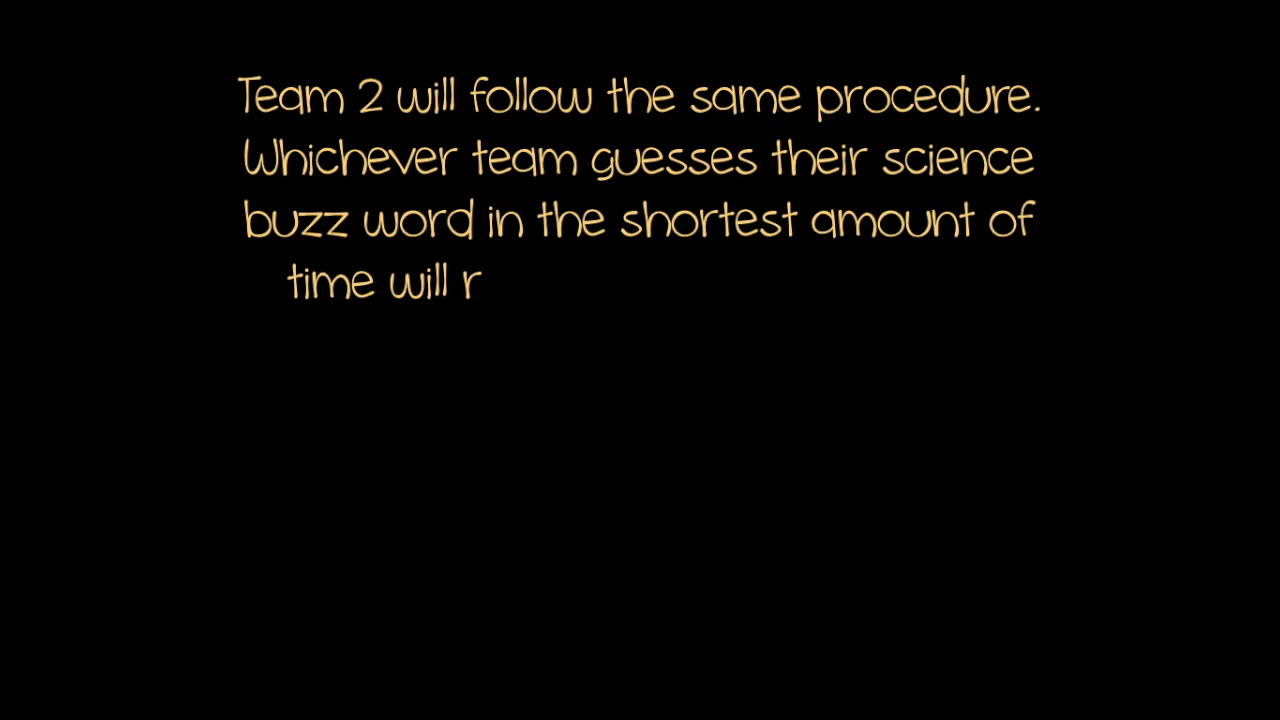 Team 2 will follow the same procedure.
Whichever team guesses their science
buzz word in the shortest amount of
time will r